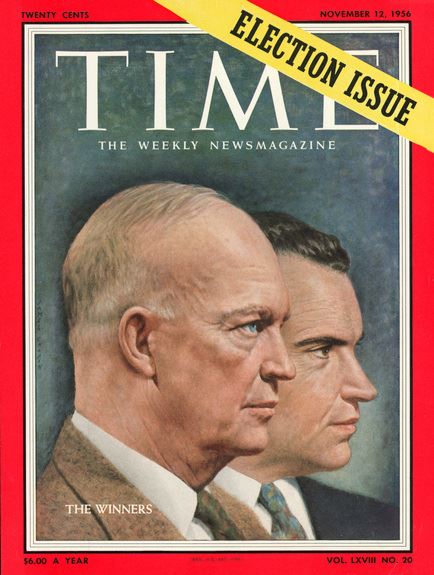 TWENTY CENTS
NOVEMBER 12, 1956
ELECTION ISSUE
TIME
THE WEEKLY NEWSMAGAZINE
THE WINNERS
$6.00 A YEAR
VOL. LXVIII NO. 20